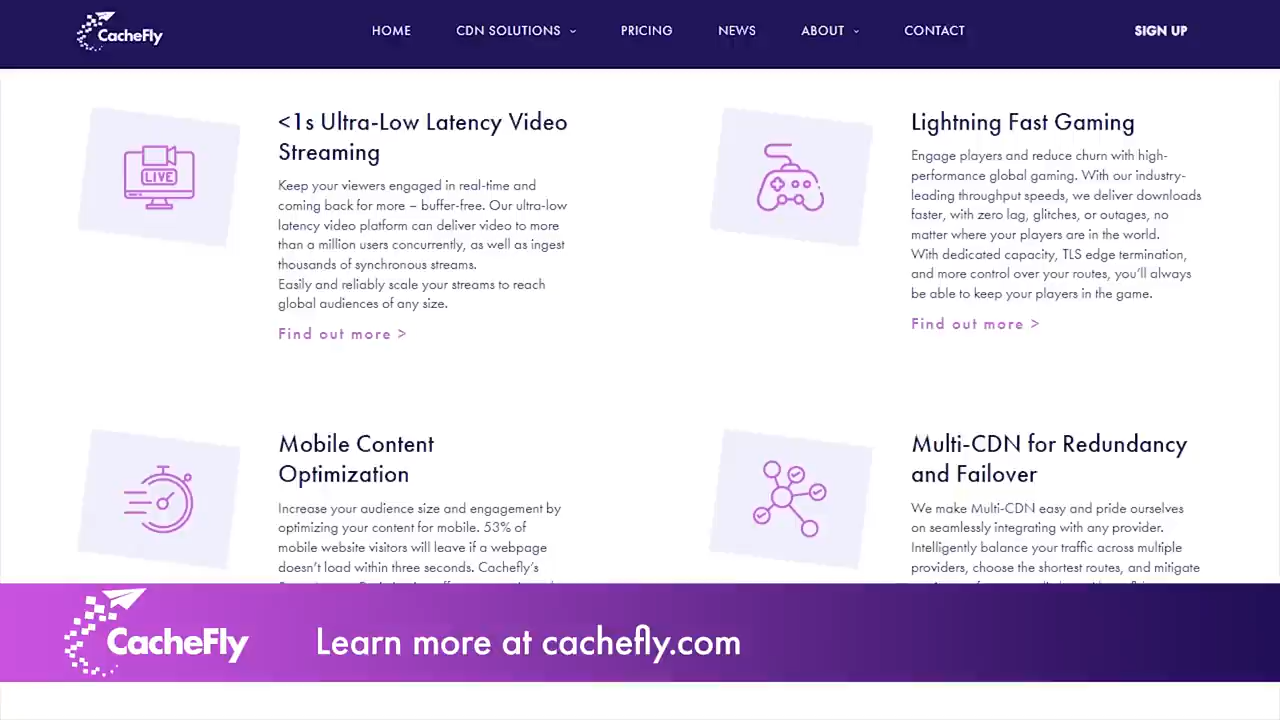 CacheFly
HOME
CDN SOLUTIONS
PRICING
NEWS
ABOUT
CONTACT
SIGN UP
<1s Ultra-Low Latency Video
Streaming
Keep your viewers engaged in real-time and
coming back for more – buffer-free. Our ultra-low
latency video platform can deliver video to more
than a million users concurrently, as well as ingest
thousands of synchronous streams.
Easily and reliably scale your streams to reach
global audiences of any size.
Find out more >
LIVE
Lightning Fast Gaming
Engage players and reduce churn with high-
performance global gaming. With our industry-
leading throughput speeds, we deliver downloads
faster, with zero lag, glitches, or outages, no
matter where your players are in the world.
With dedicated capacity, TLS edge termination,
and more control over your routes, you'll always
be able to keep your players in the game.
Find out more >
Mobile Content
Optimization
Increase your audience size and engagement by
optimizing your content for mobile. 53% of
mobile website visitors will leave if a webpage
doesn't load within three seconds. Cachefly's
Multi-CDN for Redundancy
and Failover
We make Multi-CDN easy and pride ourselves
on seamlessly integrating with any provider.
Intelligently balance your traffic across multiple
providers, choose the shortest routes, and mitigate
CacheFly
Learn more at cachefly.com